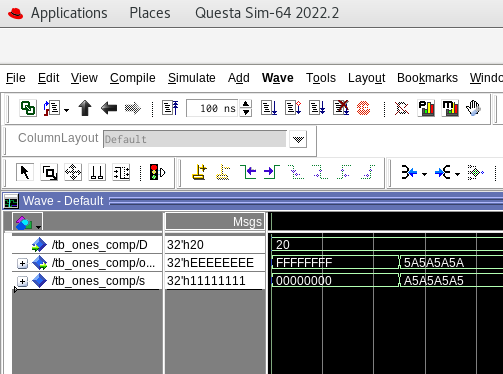 Applications Places Questa Sim-64 2022.2
File Edit View Compile Simulate Add Wave Tools Layout Bookmarks Windo
100 ns
ColumnLayout Default
Wave - Default
Msgs
/tb_ones_comp/D 32'h20 20
/tb_ones_comp/o... 32'hEEEEEEEE FFFFFFFF 5A5A5A5A
/tb_ones_comp/s 32'h11111111 00000000 A5A5A5A5